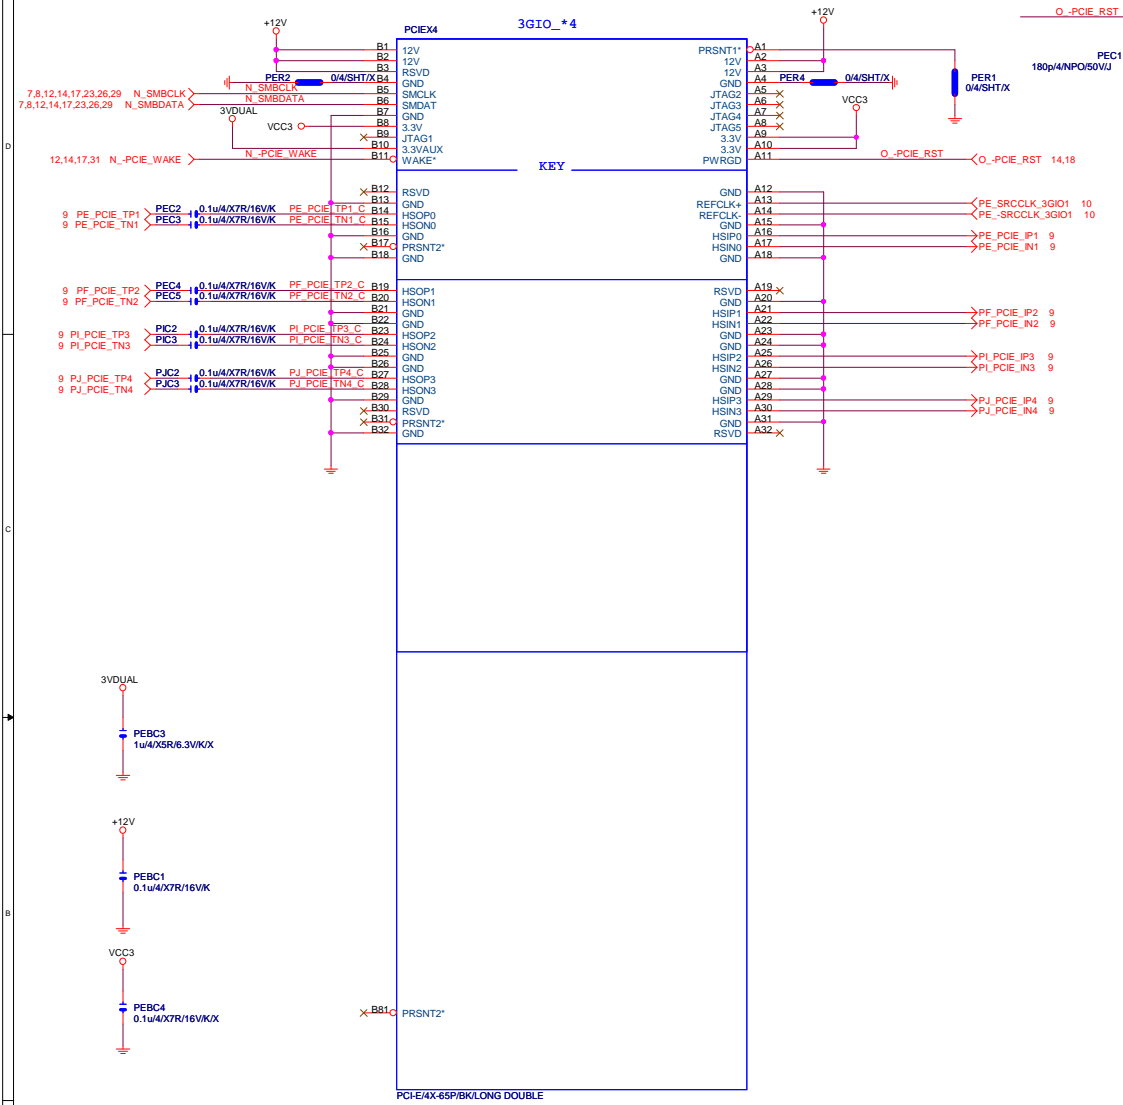 3GIO_*4
PCIEX4
+12V
+12V
O_-PCIE_RST
PEC1
180p/4/NPO/50V/J
B1 12V
B2 12V
B3 RSVD
PER2 0/4/SHT/X B4 GND
7,8,12,14,17,23,26,29 N_SMBCLK N_SMBCLK B5 SMCLK
7,8,12,14,17,23,26,29 N_SMBDATA N_SMBDATA B6 SMDAT
3VDUAL B7 GND
VCC3 B8 3.3V
B9 JTAG1
B10 3.3VAUX
12,14,17,31 N_-PCIE_WAKE N_-PCIE_WAKE B11 WAKE*
PRSNT1* A1
12V A2
12V A3
GND A4 PER4 0/4/SHT/X
PER1
0/4/SHT/X
JTAG2 A5
JTAG3 A6
VCC3
JTAG4 A7
JTAG5 A8
3.3V A9
3.3V A10
PWRGD A11 O_-PCIE_RST O_-PCIE_RST 14,18
KEY
B12 RSVD
B13 GND
9 PE_PCIE_TP1 PEC2 0.1u/4/X7R/16V/K PE_PCIE_TP1_C B14 HSOP0
9 PE_PCIE_TN1 PEC3 0.1u/4/X7R/16V/K PE_PCIE_TN1_C B15 HSON0
B16 GND
B17 PRSNT2*
B18 GND
GND A12
REFCLK+ A13 PE_SRCCLK_3GIO1 10
REFCLK- A14 PE_-SRCCLK_3GIO1 10
GND A15
HSIP0 A16 PE_PCIE_IP1 9
HSIN0 A17 PE_PCIE_IN1 9
GND A18
9 PF_PCIE_TP2 PEC4 0.1u/4/X7R/16V/K PF_PCIE_TP2_C B19 HSOP1
9 PF_PCIE_TN2 PEC5 0.1u/4/X7R/16V/K PF_PCIE_TN2_C B20 HSON1
B21 GND
B22 GND
9 PI_PCIE_TP3 PIC2 0.1u/4/X7R/16V/K PI_PCIE_TP3_C B23 HSOP2
9 PI_PCIE_TN3 PIC3 0.1u/4/X7R/16V/K PI_PCIE_TN3_C B24 HSON2
B25 GND
B26 GND
9 PJ_PCIE_TP4 PJC2 0.1u/4/X7R/16V/K PJ_PCIE_TP4_C B27 HSOP3
9 PJ_PCIE_TN4 PJC3 0.1u/4/X7R/16V/K PJ_PCIE_TN4_C B28 HSON3
B29 GND
B30 RSVD
B31 PRSNT2*
B32 GND
RSVD A19
GND A20
HSIP1 A21 PF_PCIE_IP2 9
HSIN1 A22 PF_PCIE_IN2 9
GND A23
GND A24
HSIP2 A25 PI_PCIE_IP3 9
HSIN2 A26 PI_PCIE_IN3 9
GND A27
GND A28
HSIP3 A29 PJ_PCIE_IP4 9
HSIN3 A30 PJ_PCIE_IN4 9
GND A31
RSVD A32
D
C
B
3VDUAL
PEBC3
1u/4/X5R/6.3V/K/X
+12V
PEBC1
0.1u/4/X7R/16V/K
VCC3
PEBC4
0.1u/4/X7R/16V/K/X
B81 PRSNT2*
PCI-E/4X-65P/BK/LONG DOUBLE